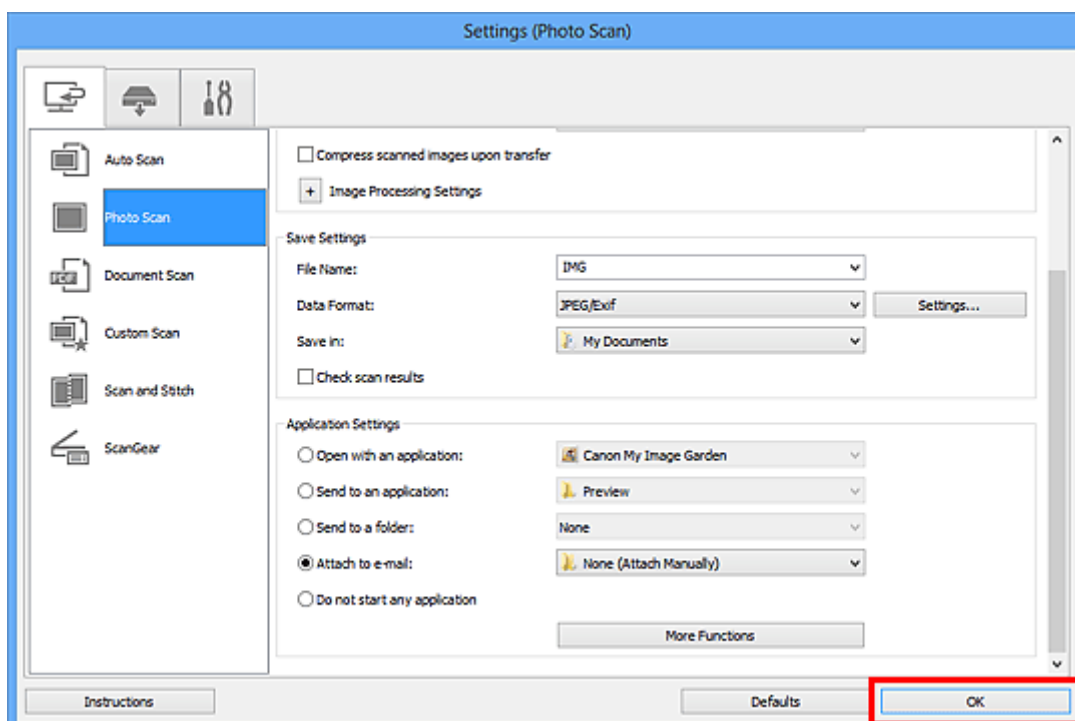 Settings (Photo Scan)
Auto Scan
Photo Scan
Document Scan
Custom Scan
Scan and Stitch
ScanGear
Compress scanned images upon transfer
+ Image Processing Settings
Save Settings
File Name: IMG
Data Format: JPEG/Exif Settings...
Save in: My Documents
Check scan results
Application Settings
Open with an application: Canon My Image Garden
Send to an application: Preview
Send to a folder: None
Attach to e-mail: None (Attach Manually)
Do not start any application
More Functions
Instructions Defaults OK